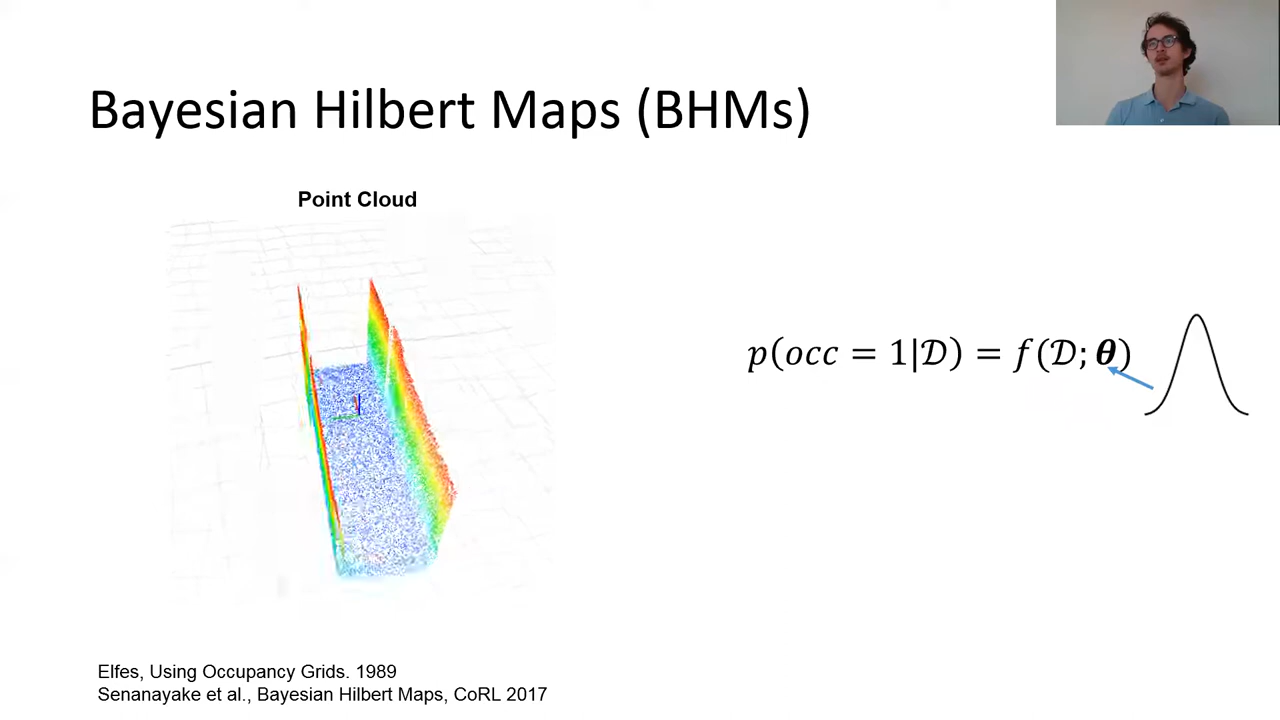 Bayesian Hilbert Maps (BHMs)
Point Cloud
𝑝(𝑜𝑐𝑐 = 1|𝒟) = 𝑓(𝒟; 𝜽)
Elfes, Using Occupancy Grids. 1989
Senanayake et al., Bayesian Hilbert Maps, CoRL 2017